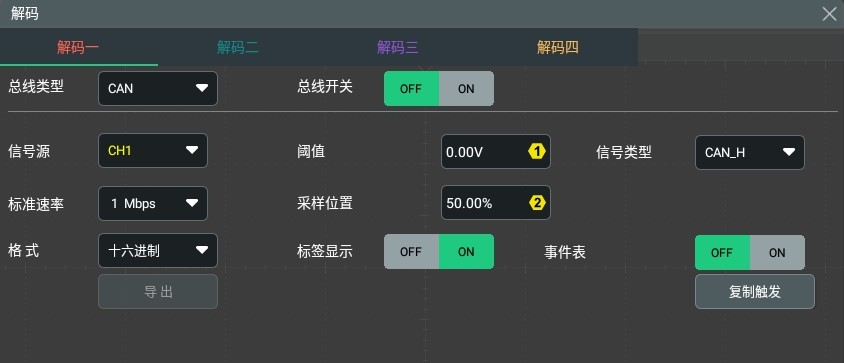 解码
解码一 解码二 解码三 解码四
总线类型 CAN 总线开关 OFF ON
信号源 CH1 阈值 0.00V 1 信号类型 CAN_H
标准速率 1 Mbps 采样位置 50.00% 2
格 式 十六进制 标签显示 OFF ON 事件表 OFF ON
导 出 复制触发